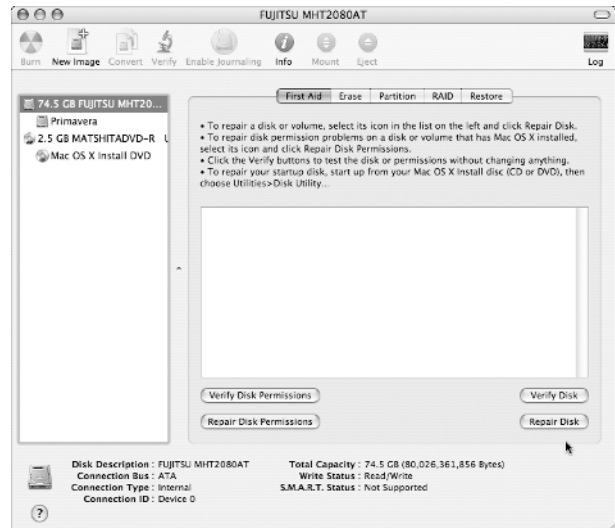 FUJITSU MHT2080AT
Burn New Image Convert Verify Enable Journaling Info Mount Eject Log
74.5 GB FUJITSU MHT20...
Primavera
2.5 GB MATSHITADVD-R U
Mac OS X Install DVD
First Aid Erase Partition RAID Restore
• To repair a disk or volume, select its icon in the list on the left and click Repair Disk.
• To repair disk permission problems on a disk or volume that has Mac OS X installed,
select its icon and click Repair Disk Permissions.
• Click the Verify buttons to test the disk or permissions without changing anything.
• To repair your startup disk, start up from your Mac OS X Install disc (CD or DVD), then
choose Utilities>Disk Utility...
Verify Disk Permissions Verify Disk
Repair Disk Permissions Repair Disk
Disk Description : FUJITSU MHT2080AT Total Capacity : 74.5 GB (80,026,361,856 Bytes)
Connection Bus : ATA Write Status : Read/Write
Connection Type : Internal S.M.A.R.T. Status : Not Supported
Connection ID : Device 0
?